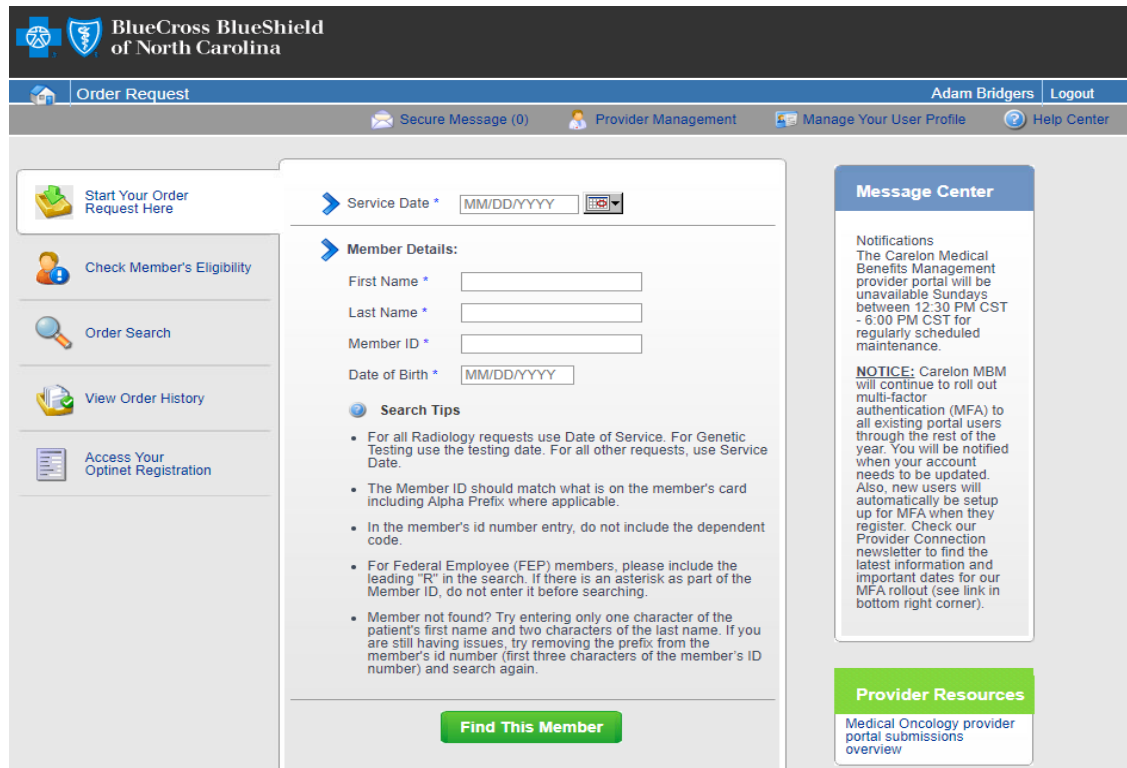 BlueCross BlueShield
of North Carolina
Order Request
Adam Bridgers
Logout
Secure Message (0)
Provider Management
Manage Your User Profile
Help Center
Start Your Order
Request Here
Check Member's Eligibility
Order Search
View Order History
Access Your
Optinet Registration
Service Date *
MM/DD/YYYY
Member Details:
First Name *
Last Name *
Member ID *
Date of Birth *
MM/DD/YYYY
Search Tips
• For all Radiology requests use Date of Service. For Genetic
Testing use the testing date. For all other requests, use Service
Date.
• The Member ID should match what is on the member's card
including Alpha Prefix where applicable.
• In the member's id number entry, do not include the dependent
code.
• For Federal Employee (FEP) members, please include the
leading "R" in the search. If there is an asterisk as part of the
Member ID, do not enter it before searching.
• Member not found? Try entering only one character of the
patient's first name and two characters of the last name. If you
are still having issues, try removing the prefix from the
member's id number (first three characters of the member's ID
number) and search again.
Find This Member
Message Center
Notifications
The Carelon Medical
Benefits Management
provider portal will be
unavailable Sundays
between 12:30 PM CST
- 6:00 PM CST for
regularly scheduled
maintenance.
NOTICE: Carelon MBM
will continue to roll out
multi-factor
authentication (MFA) to
all existing portal users
through the rest of the
year. You will be notified
when your account
needs to be updated.
Also, new users will
automatically be setup
up for MFA when they
register. Check our
Provider Connection
newsletter to find the
latest information and
important dates for our
MFA rollout (see link in
bottom right corner).
Provider Resources
Medical Oncology provider
portal submissions
overview